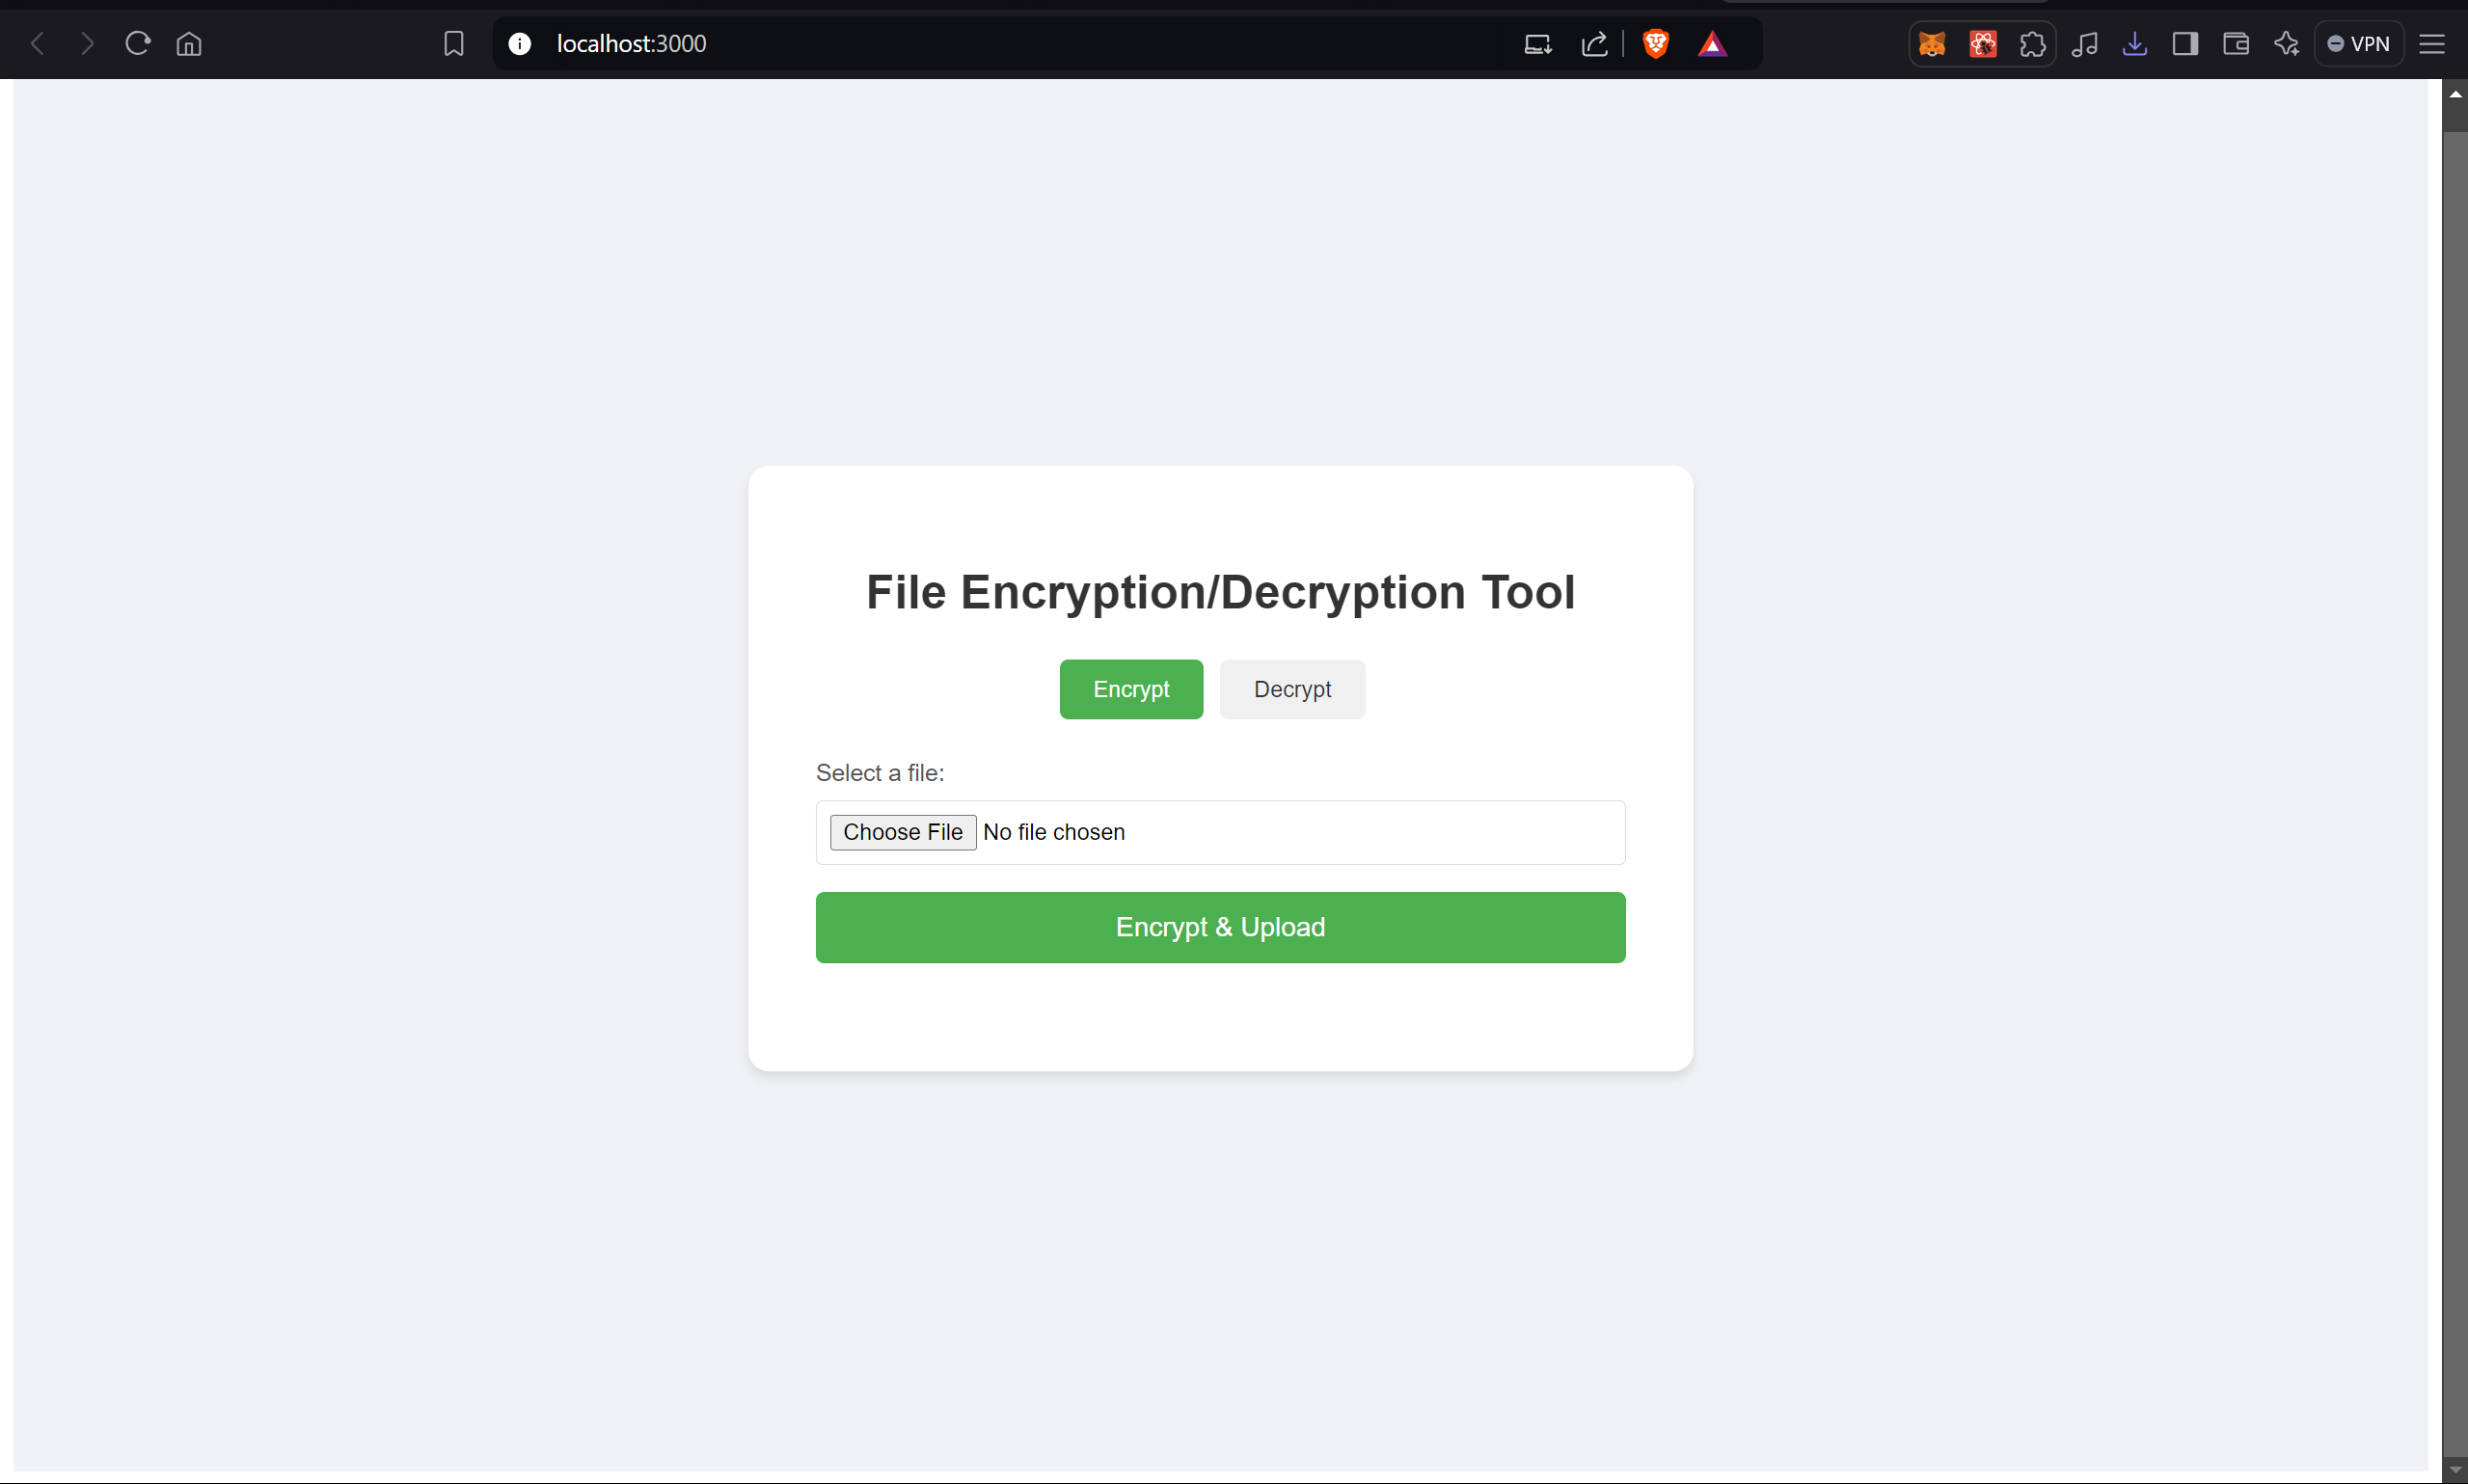 localhost:3000
VPN
File Encryption/Decryption Tool
Encrypt
Decrypt
Select a file:
Choose File No file chosen
Encrypt & Upload